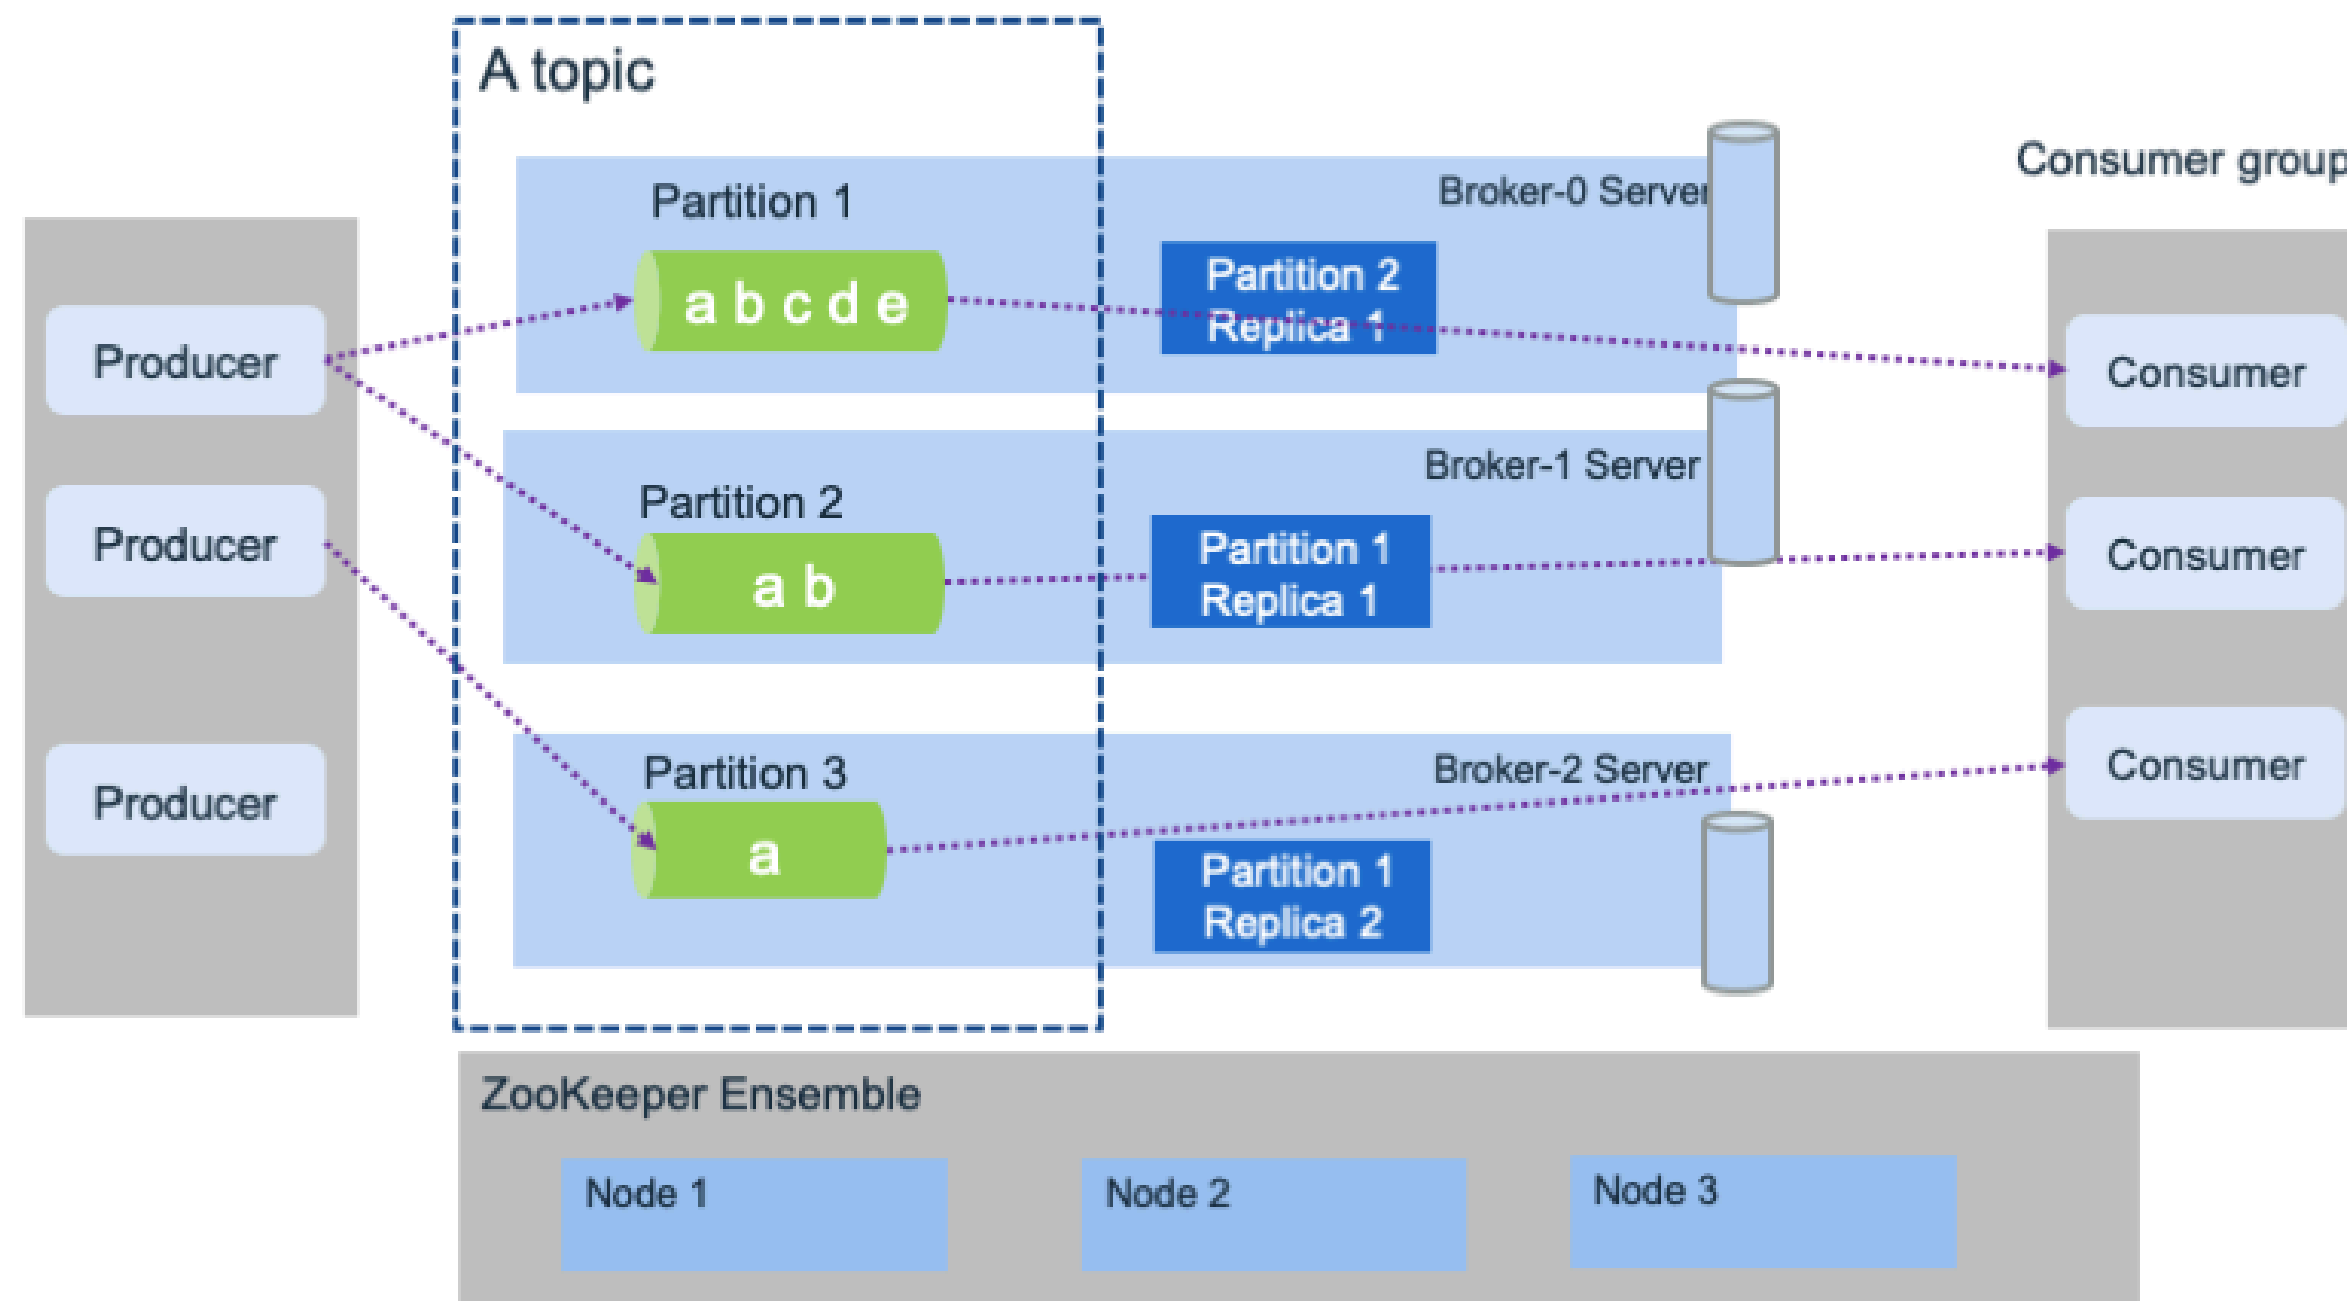 A topic
Consumer group
Partition 1
Broker-0 Server
a b c d e
Partition 2
Replica 1
Producer
Consumer
Partition 2
Broker-1 Server
a b
Partition 1
Replica 1
Producer
Consumer
Partition 3
Broker-2 Server
a
Partition 1
Replica 2
Producer
Consumer
ZooKeeper Ensemble
Node 1
Node 2
Node 3